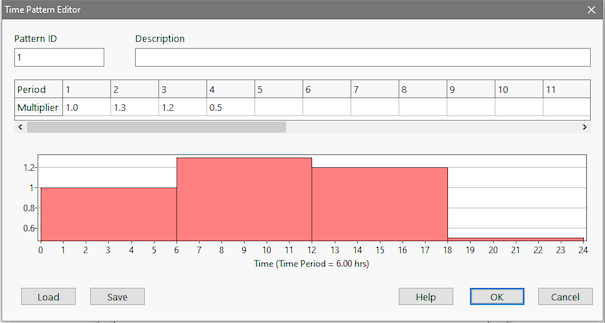 Time Pattern Editor
Pattern ID Description
1
Period 1 2 3 4 5 6 7 8 9 10 11
Multiplier 1.0 1.3 1.2 0.5
1.2
1
0.8
0.6
0 1 2 3 4 5 6 7 8 9 10 11 12 13 14 15 16 17 18 19 20 21 22 23 24
Time (Time Period = 6.00 hrs)
Load Save Help OK Cancel